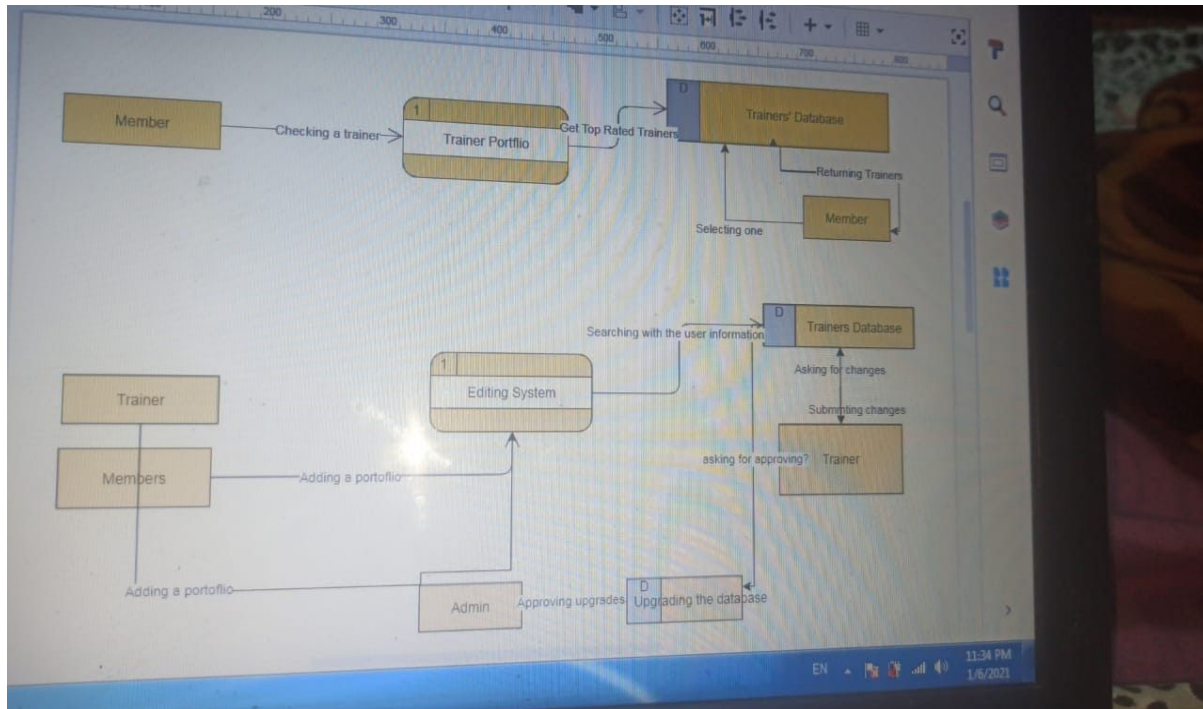 200
300
400
500
600
700
800
Member
Checking a trainer
1
Trainer Portflio
Get Top Rated Trainers
D
Trainers' Database
Returning Trainers
Member
Selecting one
Searching with the user information
D
Trainers Database
Asking for changes
Submitting changes
1
Editing System
Trainer
Members
Adding a portoflio
asking for approving?
Trainer
Adding a portoflio
Admin
Approving upgrades
D
Upgrading the database
EN
11:34 PM
1/6/2021